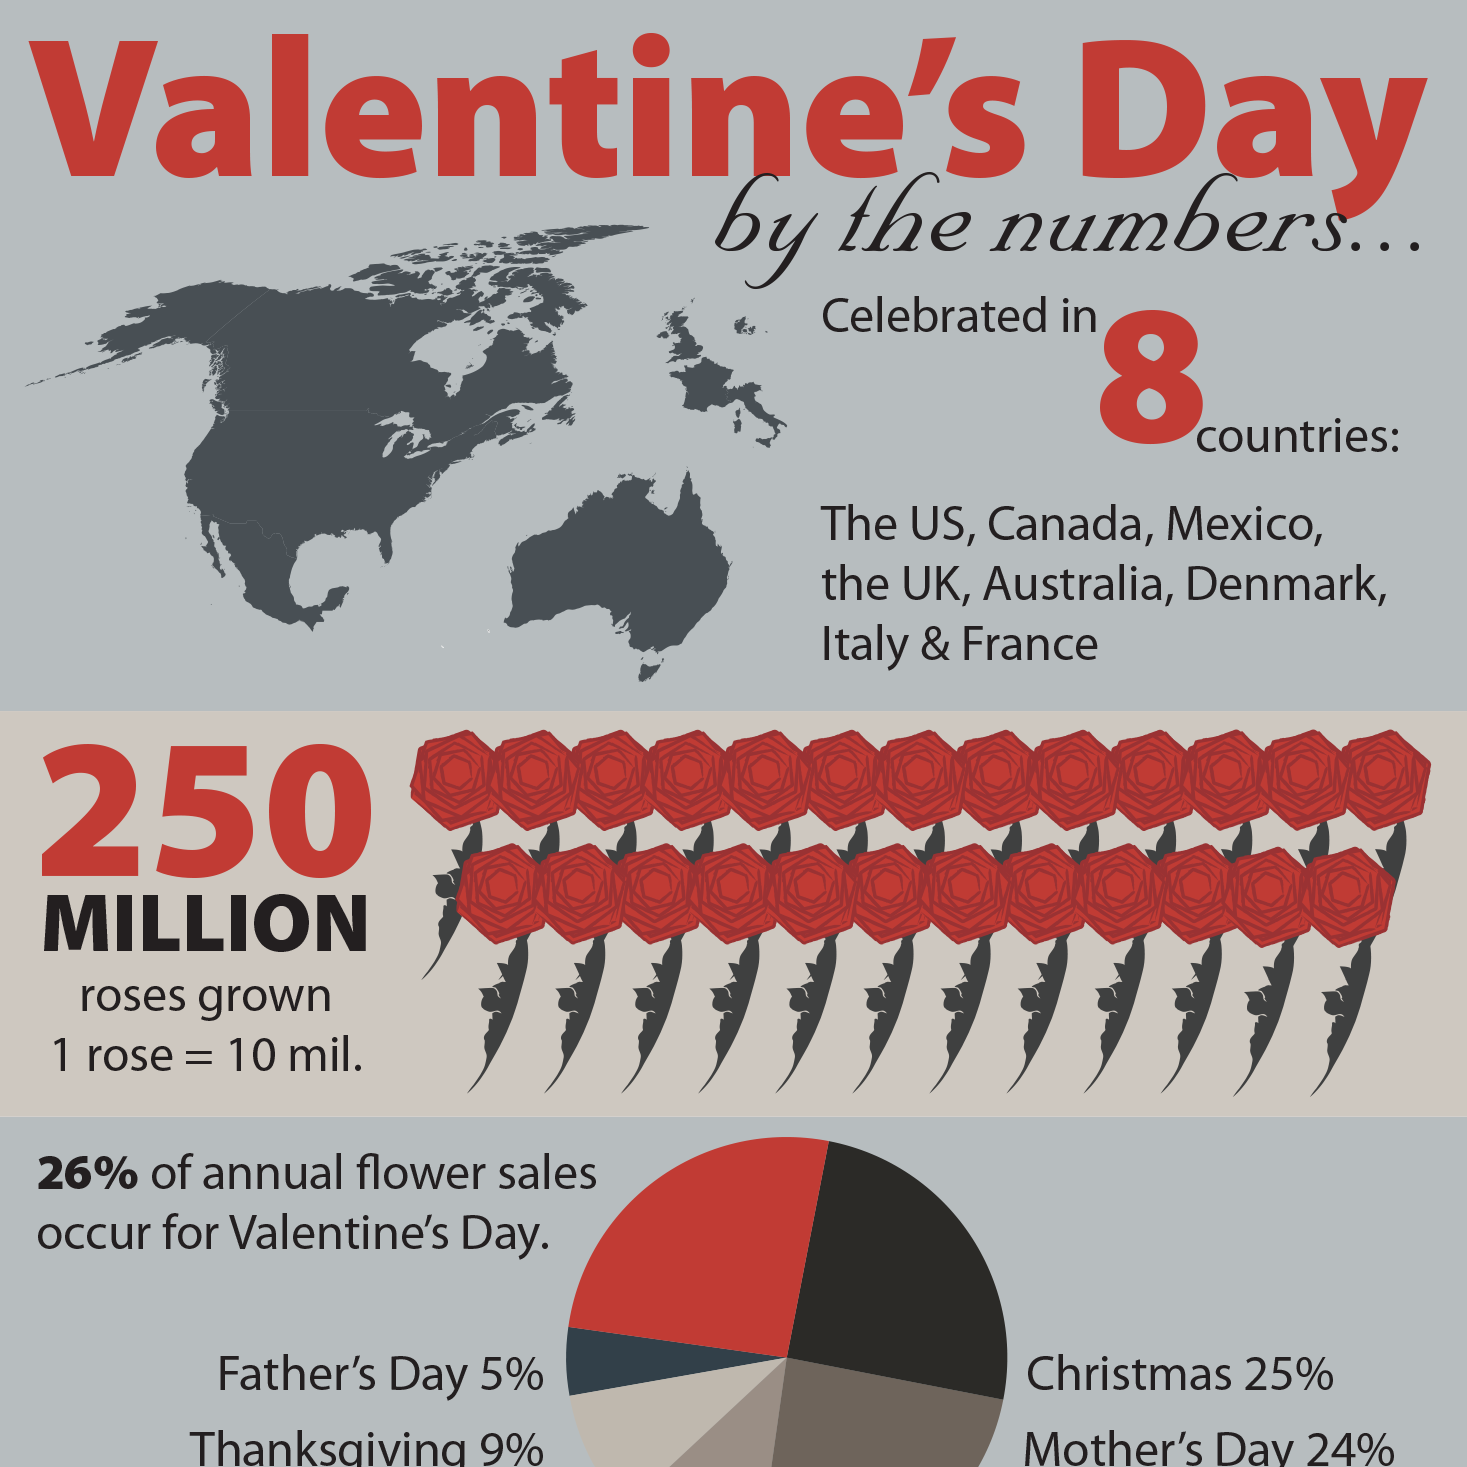 Valentine’s Day
by the numbers...
Celebrated in
8
countries:
The US, Canada, Mexico,
the UK, Australia, Denmark,
Italy & France
250
MILLION
roses grown
1 rose = 10 mil.
26% of annual flower sales
occur for Valentine’s Day.
Father’s Day 5%
Christmas 25%
Thanksgiving 9%
Mother’s Day 24%